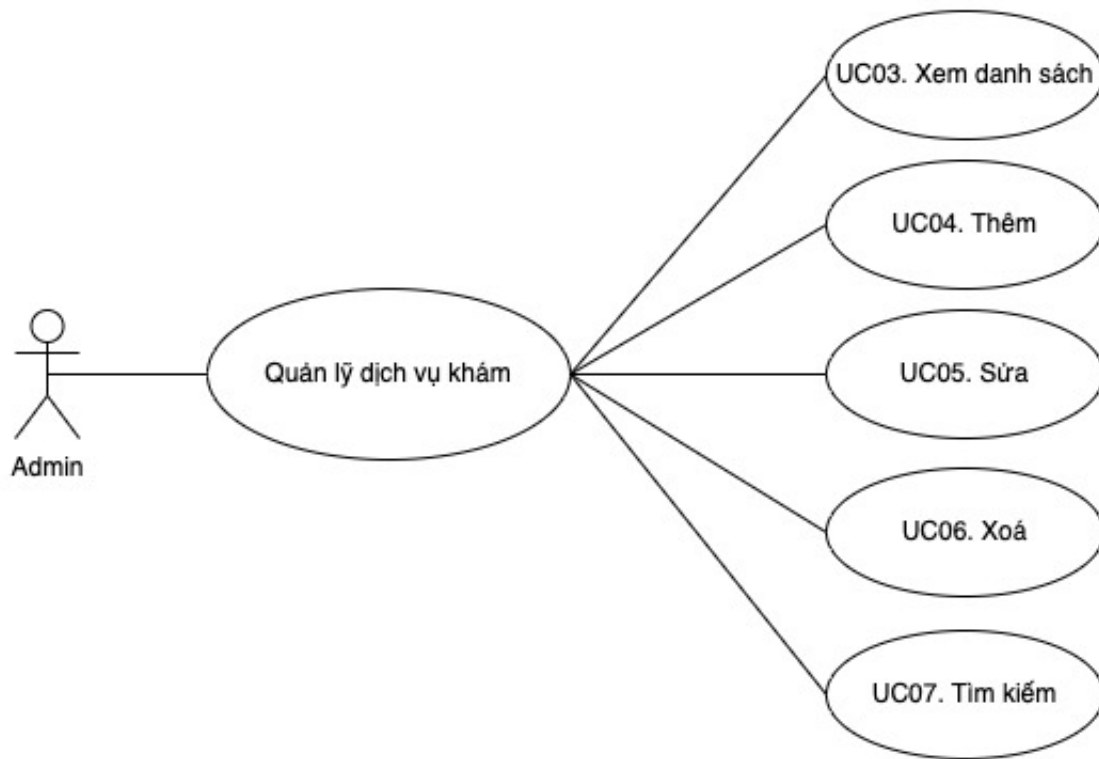 UC03. Xem danh sách
UC04. Thêm
Quản lý dịch vụ khám
UC05. Sửa
Admin
UC06. Xoá
UC07. Tìm kiếm